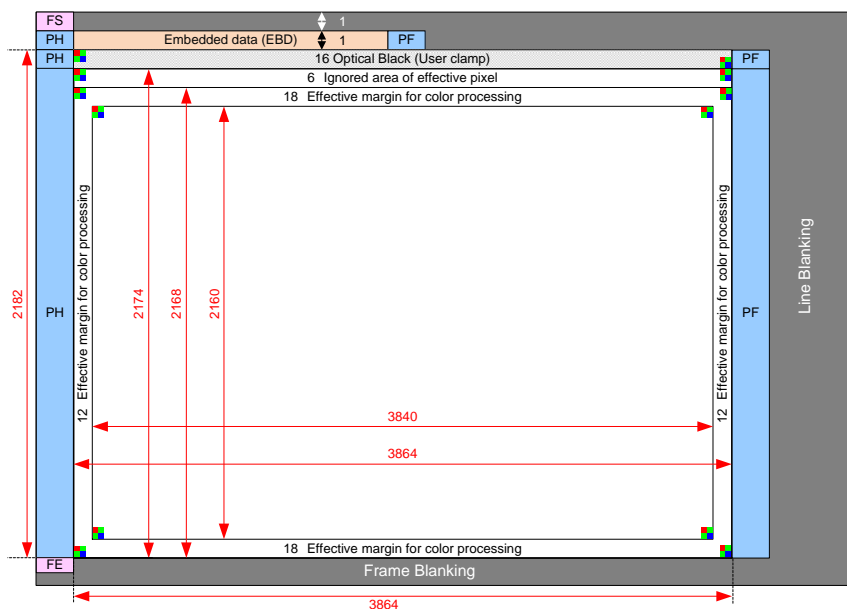 FS
1
PH
Embedded data (EBD)
1
PF
PH
16 Optical Black (User clamp)
PF
6 Ignored area of effective pixel
18 Effective margin for color processing
12 Effective margin for color processing
12 Effective margin for color processing
Line Blanking
2182
PH
2174
2168
2160
PF
3840
3864
18 Effective margin for color processing
FE
Frame Blanking
3864